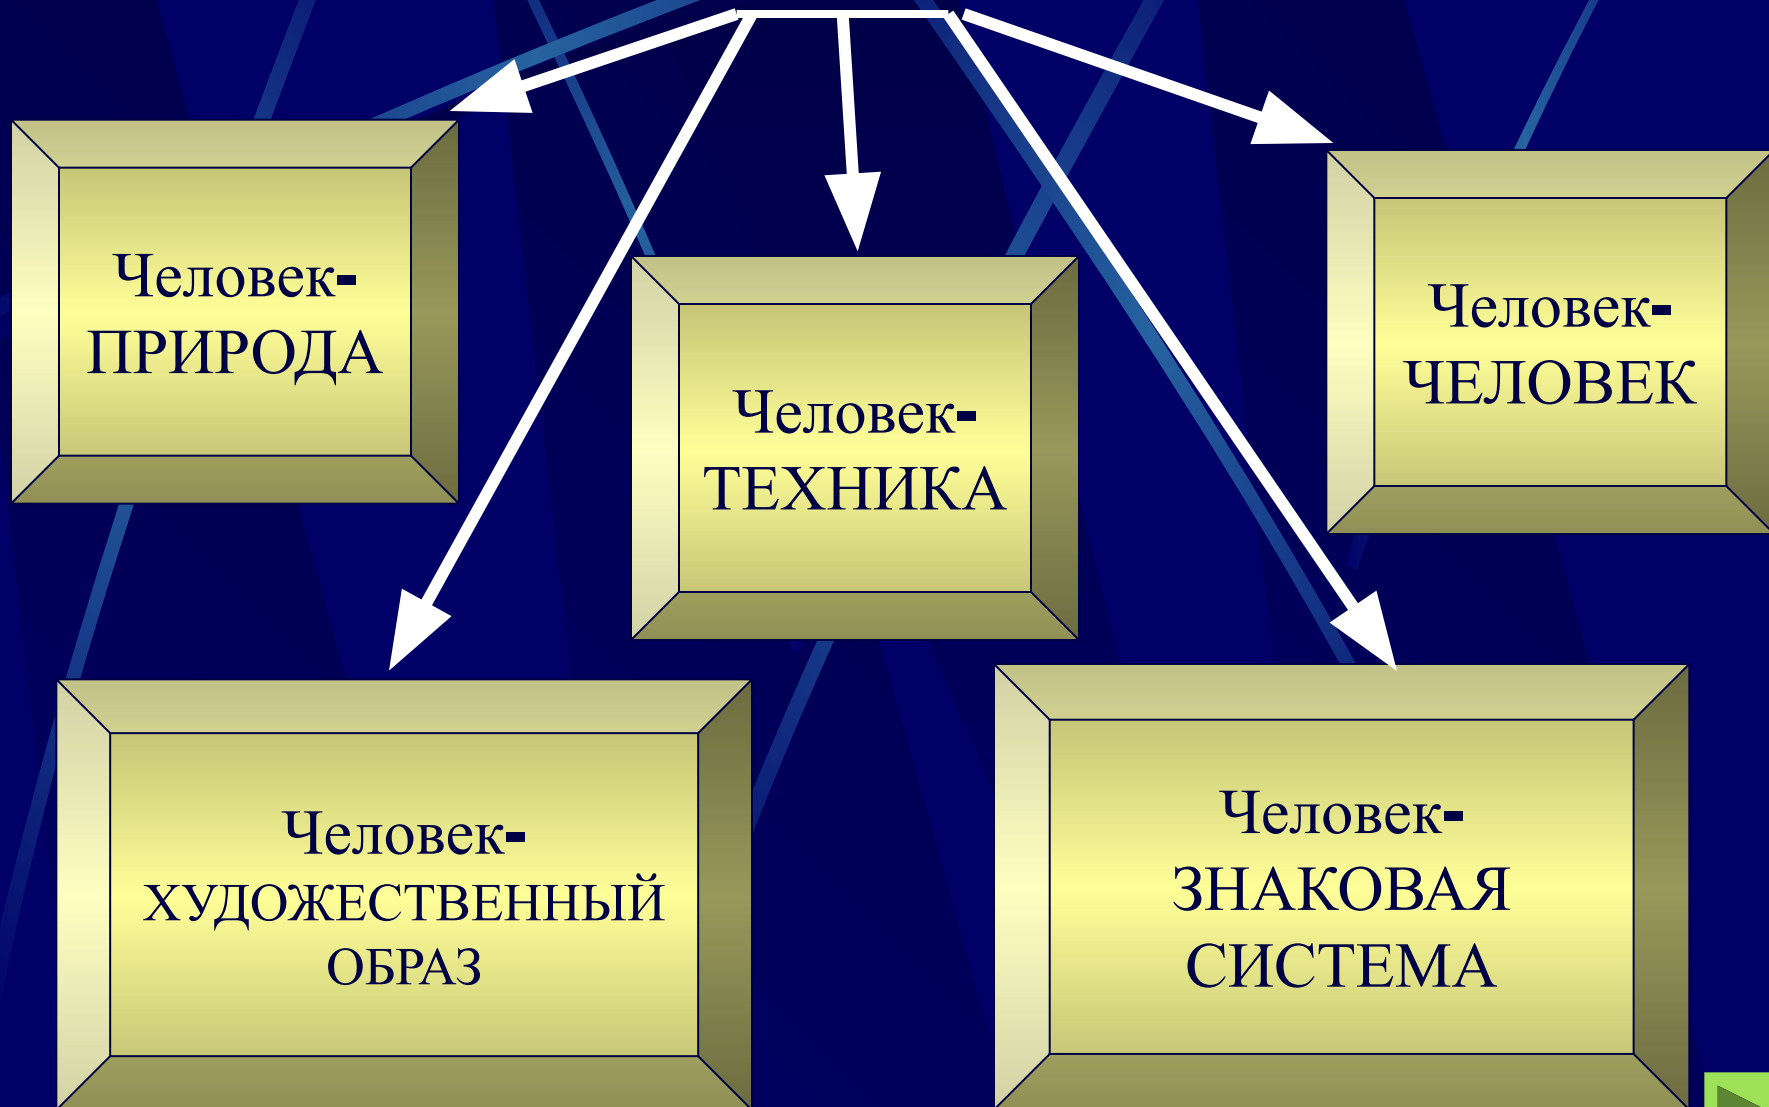 Человек-
ПРИРОДА
Человек-
ТЕХНИКА
Человек-
ЧЕЛОВЕК
Человек-
ХУДОЖЕСТВЕННЫЙ
ОБРАЗ
Человек-
ЗНАКОВАЯ
СИСТЕМА